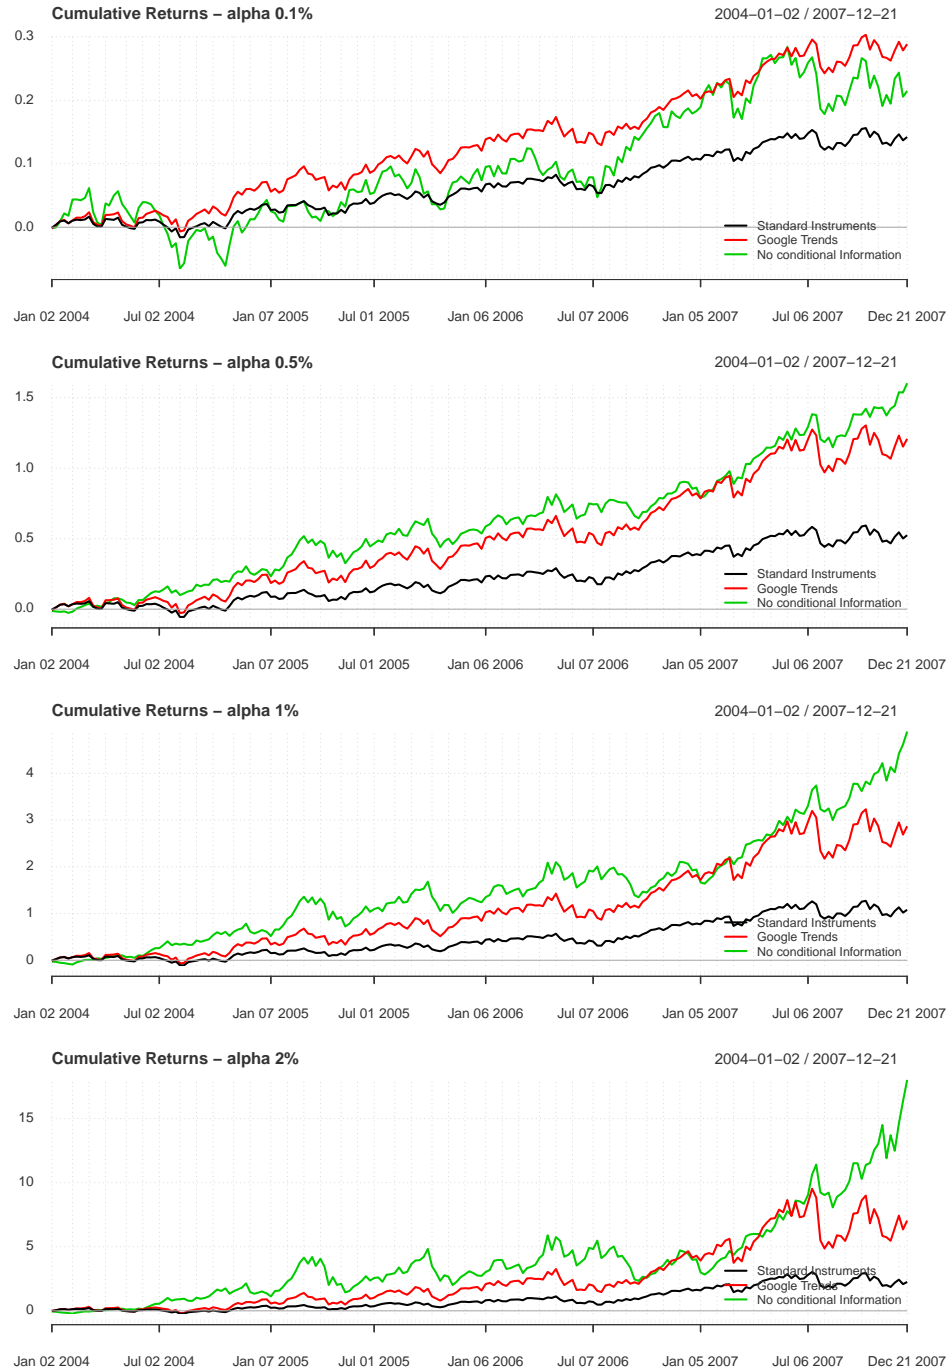 Cumulative Returns − alpha 0.1% 2004−01−02 / 2007−12−21
0.3
0.2
0.1
0.0
Standard Instruments
Google Trends
No conditional Information
Jan 02 2004 Jul 02 2004 Jan 07 2005 Jul 01 2005 Jan 06 2006 Jul 07 2006 Jan 05 2007 Jul 06 2007 Dec 21 2007
Cumulative Returns − alpha 0.5% 2004−01−02 / 2007−12−21
1.5
1.0
0.5
0.0
Standard Instruments
Google Trends
No conditional Information
Jan 02 2004 Jul 02 2004 Jan 07 2005 Jul 01 2005 Jan 06 2006 Jul 07 2006 Jan 05 2007 Jul 06 2007 Dec 21 2007
Cumulative Returns − alpha 1% 2004−01−02 / 2007−12−21
4
3
2
1
0
Standard Instruments
Google Trends
No conditional Information
Jan 02 2004 Jul 02 2004 Jan 07 2005 Jul 01 2005 Jan 06 2006 Jul 07 2006 Jan 05 2007 Jul 06 2007 Dec 21 2007
Cumulative Returns − alpha 2% 2004−01−02 / 2007−12−21
15
10
5
0
Standard Instruments
Google Trends
No conditional Information
Jan 02 2004 Jul 02 2004 Jan 07 2005 Jul 01 2005 Jan 06 2006 Jul 07 2006 Jan 05 2007 Jul 06 2007 Dec 21 2007